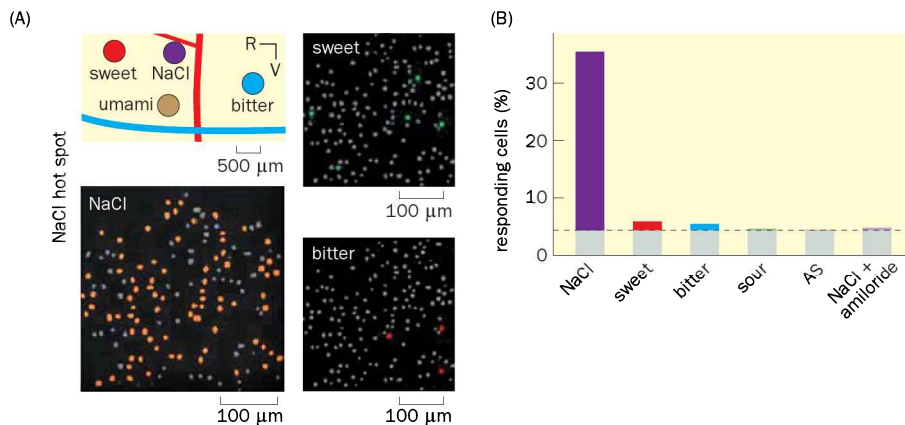 (A)
NaCl hot spot
R
V
sweet
NaCl
umami
bitter
500 μm
sweet
100 μm
NaCl
100 μm
bitter
100 μm
(B)
responding cells (%)
30
20
10
0
NaCl
sweet
bitter
sour
AS
NaCl +
amiloride